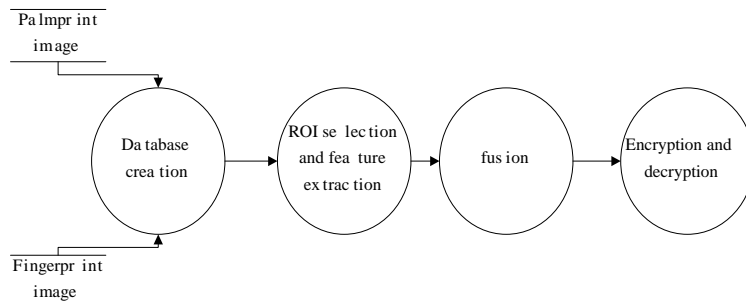 Palmprint
image
Database
creation
ROI selection
and feature
extraction
fusion
Encryption and
decryption
Fingerprint
image